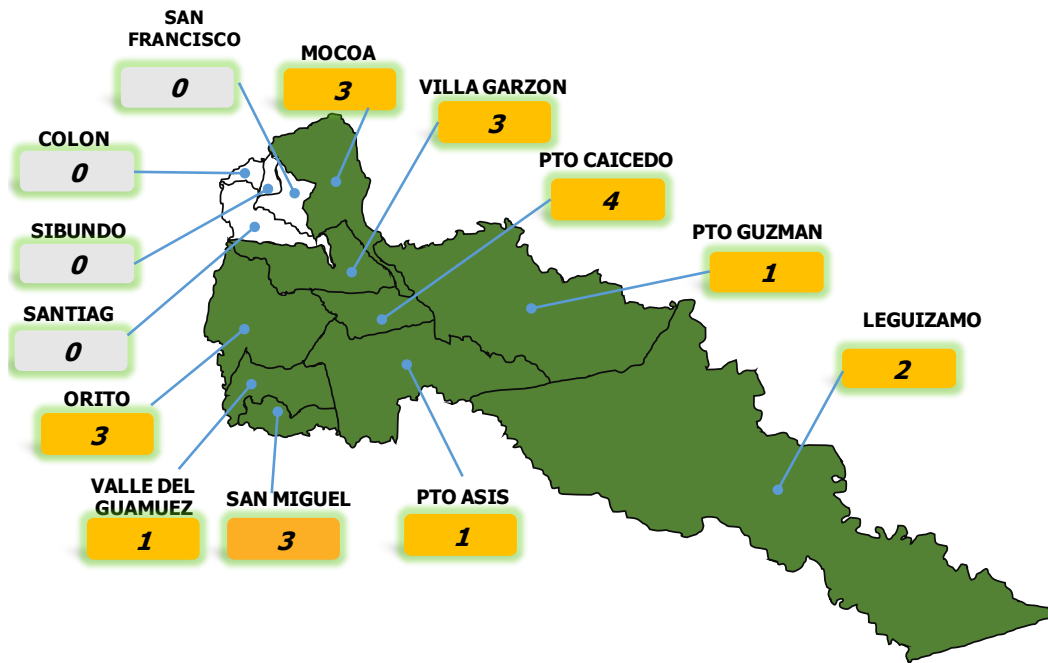 SAN
FRANCISCO
0
MOCOA
3
VILLA GARZON
3
COLON
0
PTO CAICEDO
4
SIBUNDO
0
PTO GUZMAN
1
SANTIAG
0
LEGUIZAMO
2
ORITO
3
VALLE DEL
GUAMUEZ
1
SAN MIGUEL
3
PTO ASIS
1